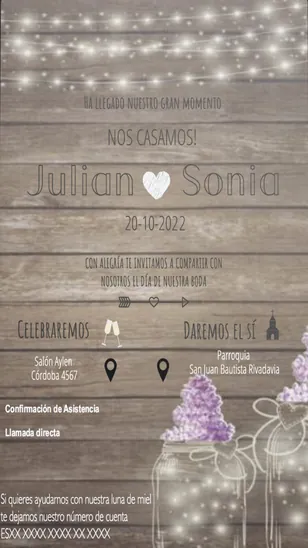 HA LLEGADO NUESTRO GRAN MOMENTO
NOS CASAMOS!
Julian Sonia
20-10-2022
CON ALEGRÍA TE INVITAMOS A COMPARTIR CON
NOSOTROS EL DÍA DE NUESTRA BODA
CELEBRAREMOS
DAREMOS EL SÍ
Salón Aylen
Córdoba 4567
Parroquia
San Juan Bautista Rivadavia
Confirmación de Asistencia
Llamada directa
Si quieres ayudarnos con nuestra luna de miel
te dejamos nuestro número de cuenta
ESXX XXXX XXXX XX XXXX